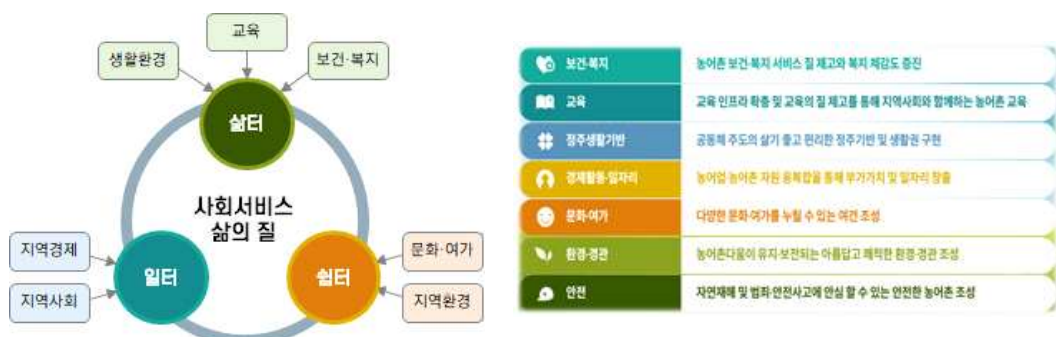 교육
생활환경
보건·복지
삶터
사회서비스
삶의 질
지역경제
지역사회
일터
쉼터
문화·여가
지역환경
보건·복지 농어촌 보건·복지 서비스 질 제고와 복지 체감도 증진
교육 교육 인프라 확충 및 교육의 질 제고를 통해 지역사회와 함께하는 농어촌 교육
정주생활기반 공동체 주도의 살기 좋고 편리한 정주기반 및 생활권 구현
경제활동·일자리 농어업·농어촌 자원 융복합을 통해 부가가치 및 일자리 창출
문화·여가 다양한 문화·여가를 누릴 수 있는 여건 조성
환경·경관 농어촌다움이 유지·보전되는 아름답고 쾌적한 환경·경관 조성
안전 자연재해 및 범죄·안전사고에 안심 할 수 있는 안전한 농어촌 조성